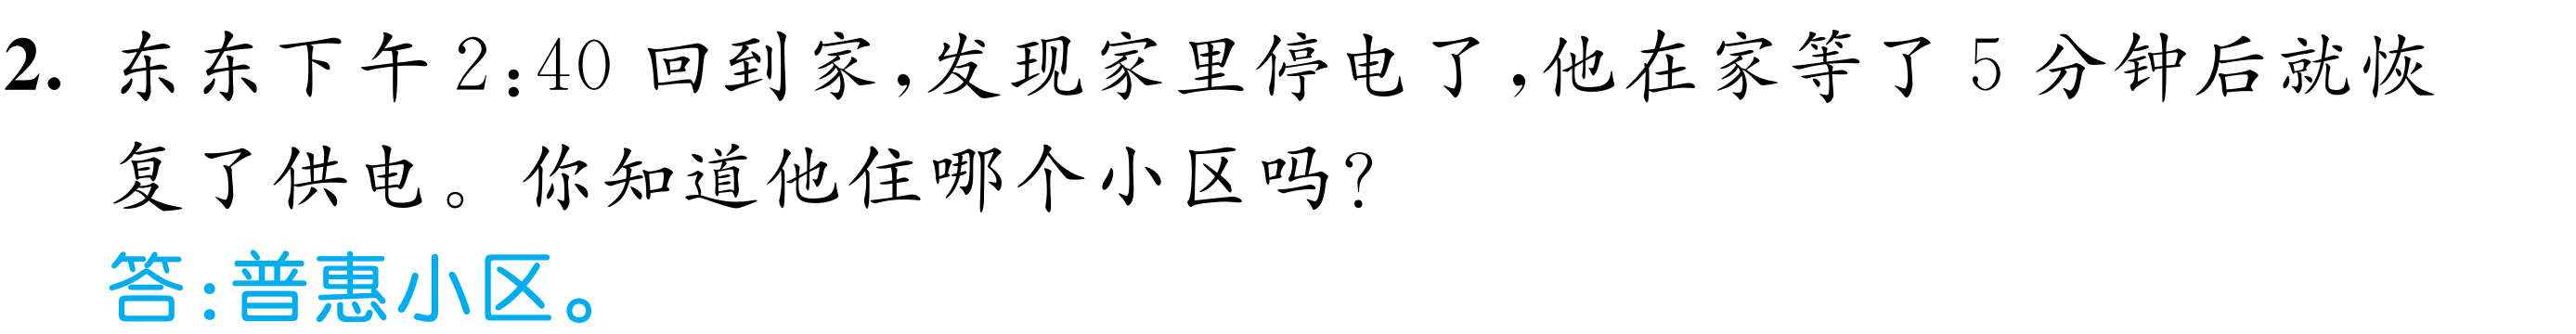 2. 东东下午 2:40 回到家,发现家里停电了,他在家等了 5 分钟后就恢
复了供电。你知道他住哪个小区吗?
答:普惠小区。